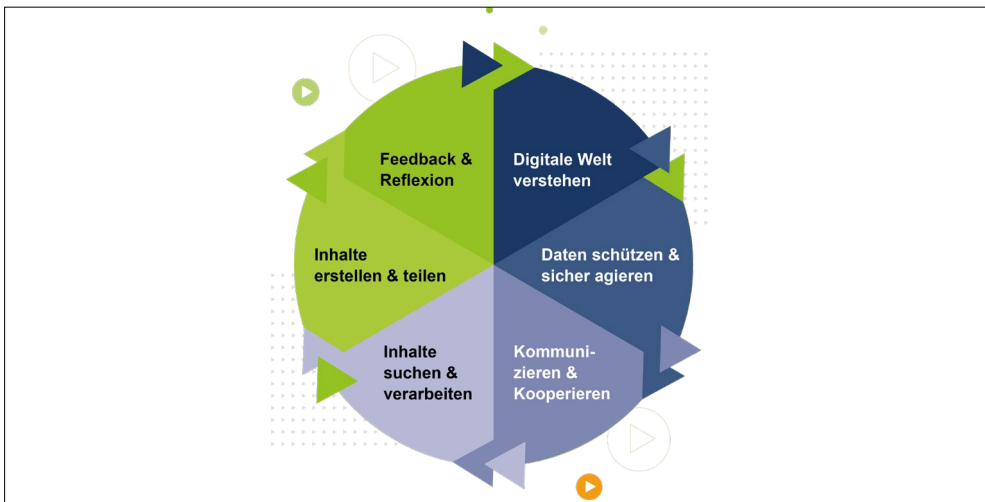 Digitale Welt
verstehen
Daten schützen &
sicher agieren
Kommuni-
zieren &
Kooperieren
Inhalte
suchen &
verarbeiten
Inhalte
erstellen & teilen
Feedback &
Reflexion